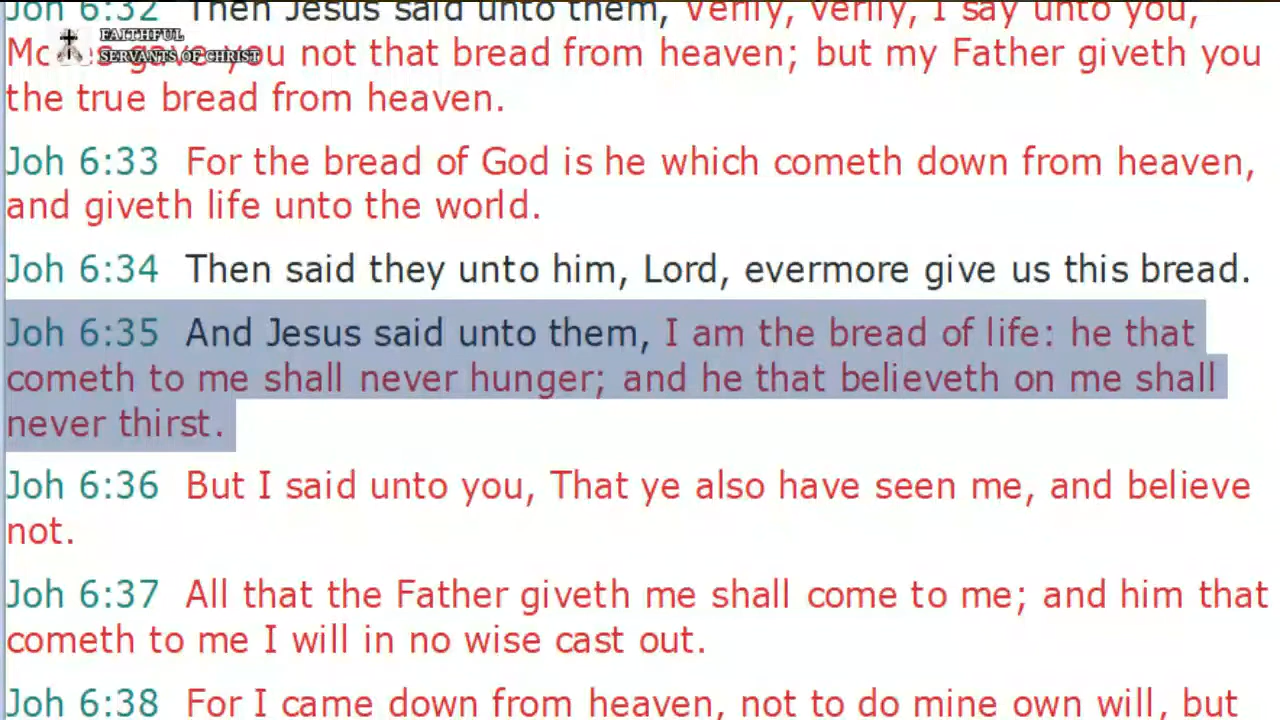 Joh 6:32 Then Jesus said unto them, Verily, verily, I say unto you,
FAITHFUL
SERVANTS OF CHRIST
Moses gave you not that bread from heaven; but my Father giveth you
the true bread from heaven.
Joh 6:33 For the bread of God is he which cometh down from heaven,
and giveth life unto the world.
Joh 6:34 Then said they unto him, Lord, evermore give us this bread.
Joh 6:35 And Jesus said unto them, I am the bread of life: he that
cometh to me shall never hunger; and he that believeth on me shall
never thirst.
Joh 6:36 But I said unto you, That ye also have seen me, and believe
not.
Joh 6:37 All that the Father giveth me shall come to me; and him that
cometh to me I will in no wise cast out.
Joh 6:38 For I came down from heaven, not to do mine own will, but